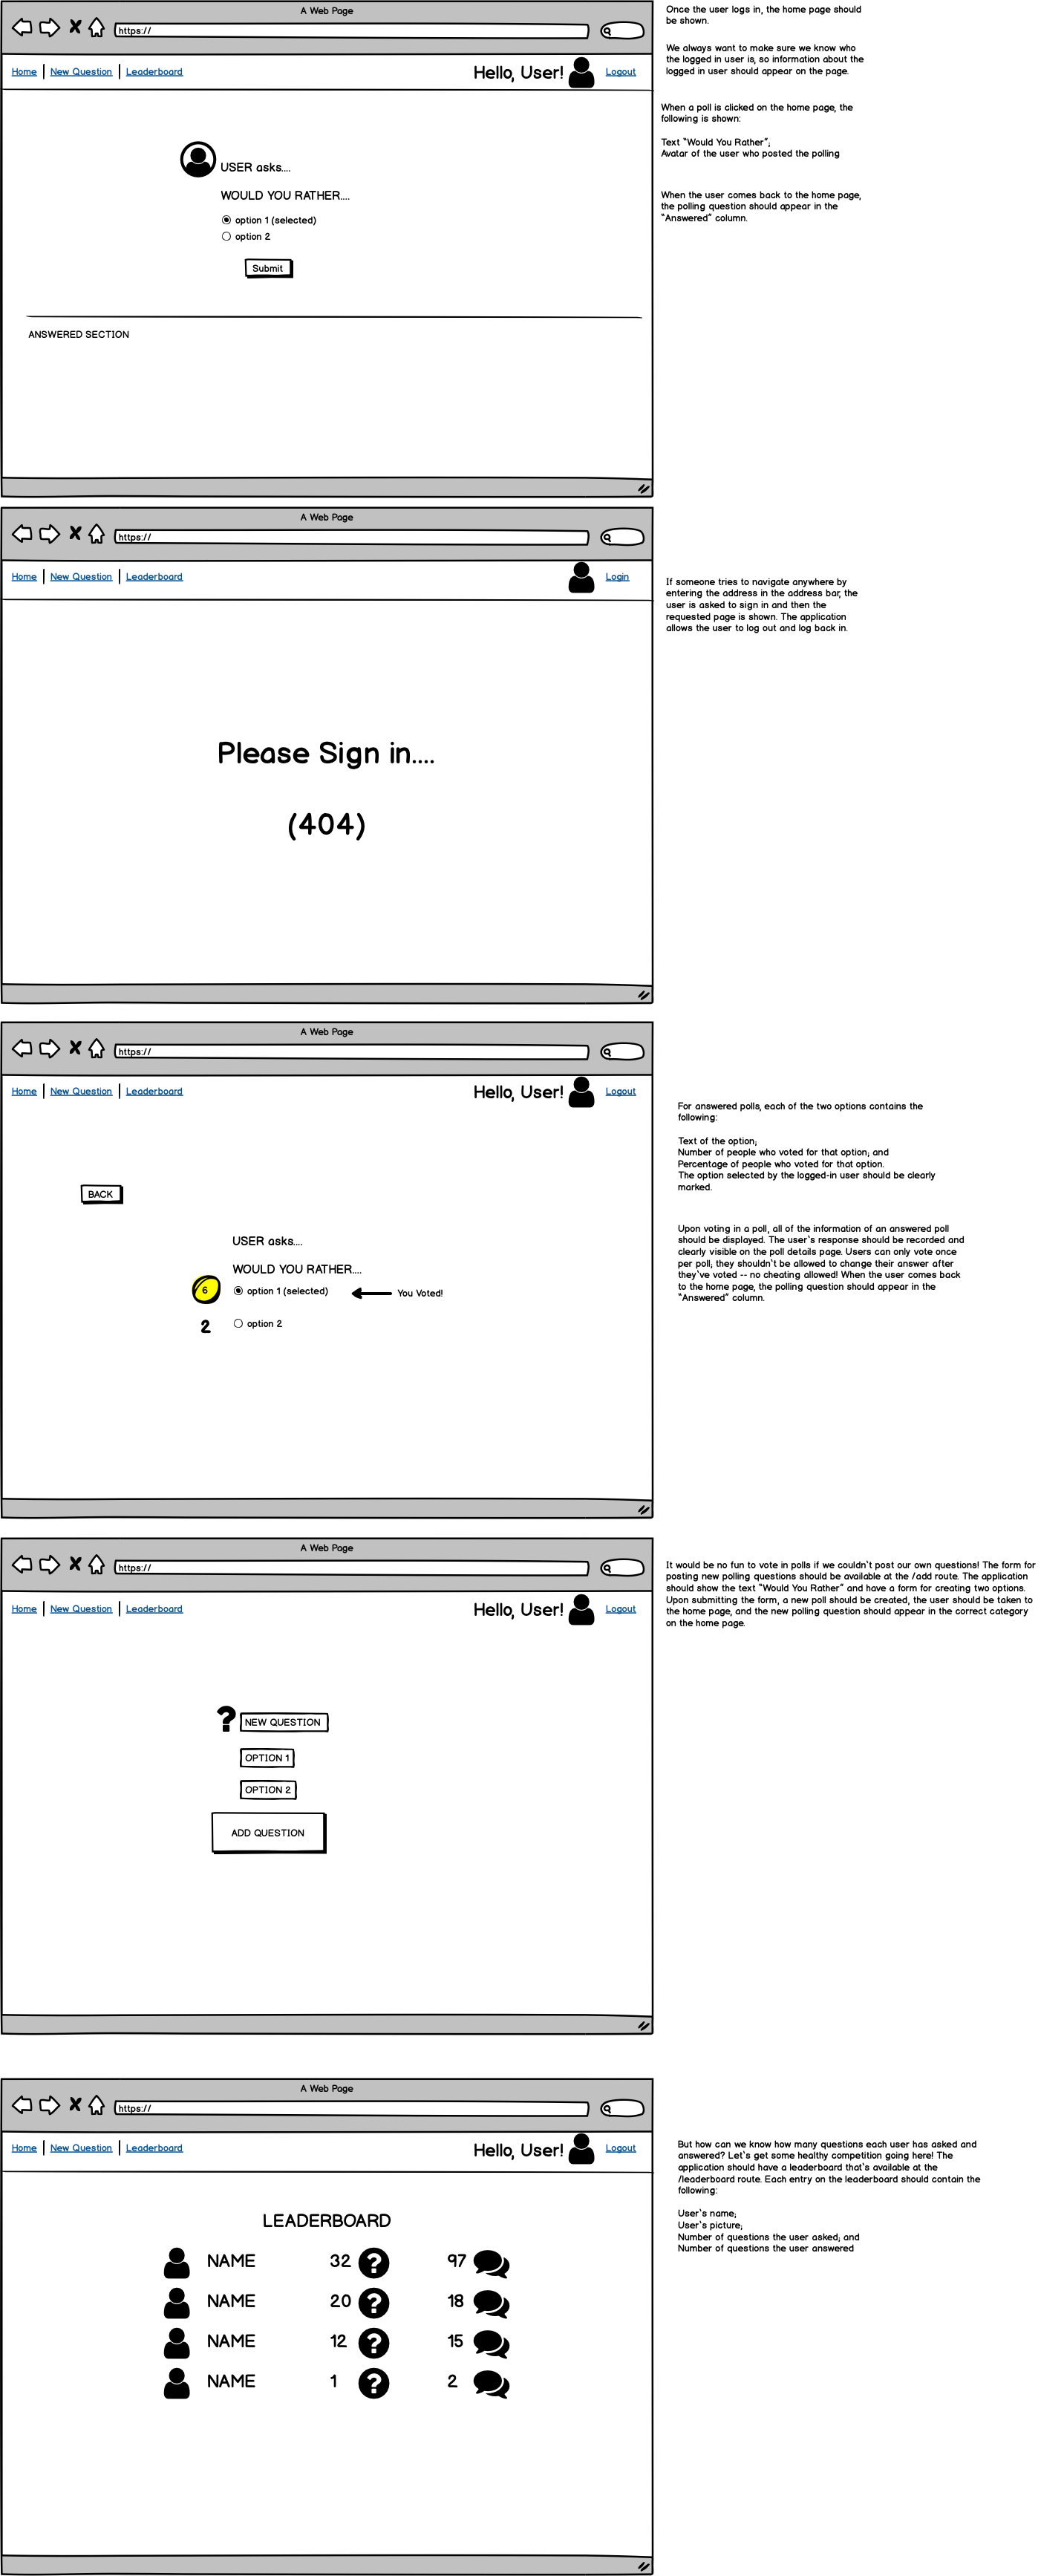 A Web Page
https://
Home
New Question
Leaderboard
Hello, User!
Logout
USER asks....
WOULD YOU RATHER....
option 1 (selected)
option 2
Submit
ANSWERED SECTION
Once the user logs in, the home page should
be shown.
We always want to make sure we know who
the logged in user is, so information about the
logged in user should appear on the page.
When a poll is clicked on the home page, the
following is shown:
Text “Would You Rather”;
Avatar of the user who posted the polling
When the user comes back to the home page,
the polling question should appear in the
“Answered” column.
A Web Page
https://
Home
New Question
Leaderboard
Login
Please Sign in....
(404)
If someone tries to navigate anywhere by
entering the address in the address bar, the
user is asked to sign in and then the
requested page is shown. The application
allows the user to log out and log back in.
A Web Page
https://
Home
New Question
Leaderboard
Hello, User!
Logout
BACK
USER asks....
WOULD YOU RATHER....
6
option 1 (selected)
You Voted!
2
option 2
For answered polls, each of the two options contains the
following:
Text of the option;
Number of people who voted for that option; and
Percentage of people who voted for that option.
The option selected by the logged-in user should be clearly
marked.
Upon voting in a poll, all of the information of an answered poll
should be displayed. The user’s response should be recorded and
clearly visible on the poll details page. Users can only vote once
per poll; they shouldn’t be allowed to change their answer after
they’ve voted -- no cheating allowed! When the user comes back
to the home page, the polling question should appear in the
“Answered” column.
A Web Page
https://
Home
New Question
Leaderboard
Hello, User!
Logout
?
NEW QUESTION
OPTION 1
OPTION 2
ADD QUESTION
It would be no fun to vote in polls if we couldn’t post our own questions! The form for
posting new polling questions should be available at the /add route. The application
should show the text “Would You Rather” and have a form for creating two options.
Upon submitting the form, a new poll should be created, the user should be taken to
the home page, and the new polling question should appear in the correct category
on the home page.
A Web Page
https://
Home
New Question
Leaderboard
Hello, User!
Logout
LEADERBOARD
NAME 32 ? 97
NAME 20 ? 18
NAME 12 ? 15
NAME 1 ? 2
But how can we know how many questions each user has asked and
answered? Let’s get some healthy competition going here! The
application should have a leaderboard that’s available at the
/leaderboard route. Each entry on the leaderboard should contain the
following:
User’s name;
User’s picture;
Number of questions the user asked; and
Number of questions the user answered